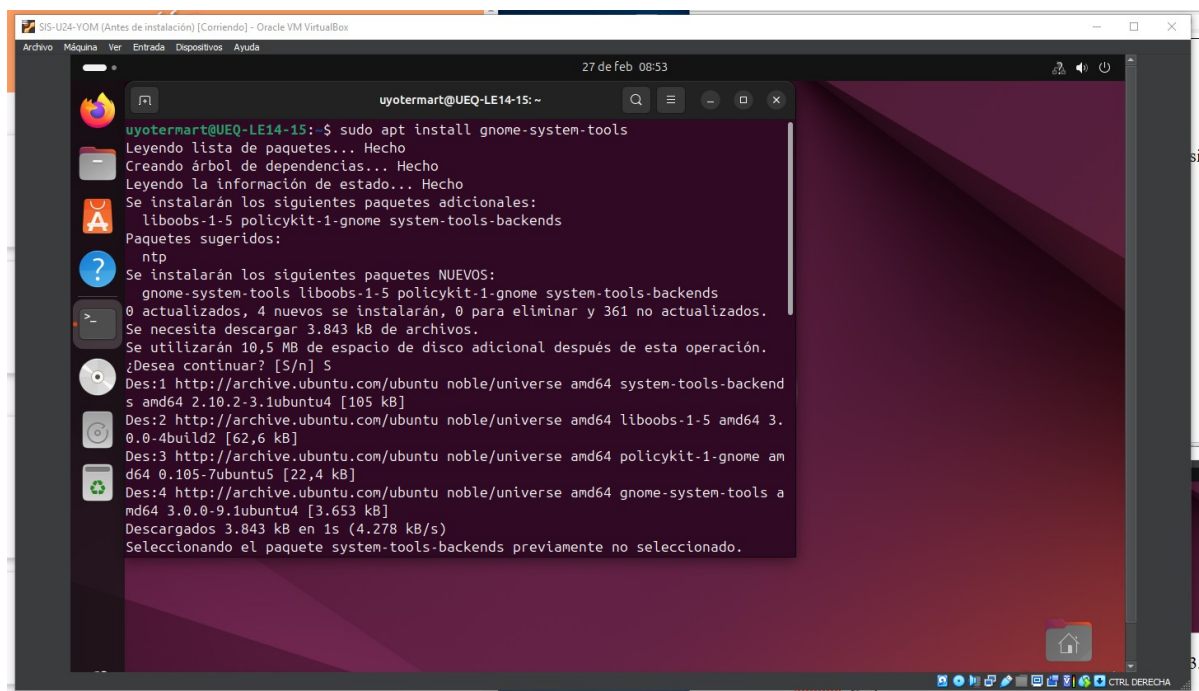 SIS-U24-YOM (Antes de instalación) [Corriendo] - Oracle VM VirtualBox
Archivo Máquina Ver Entrada Dispositivos Ayuda
27 de feb 08:53
uyotermart@UEQ-LE14-15: ~
uyotermart@UEQ-LE14-15:~$ sudo apt install gnome-system-tools
Leyendo lista de paquetes... Hecho
Creando árbol de dependencias... Hecho
Leyendo la información de estado... Hecho
Se instalarán los siguientes paquetes adicionales:
liboobs-1-5 policykit-1-gnome system-tools-backends
Paquetes sugeridos:
ntp
Se instalarán los siguientes paquetes NUEVOS:
gnome-system-tools liboobs-1-5 policykit-1-gnome system-tools-backends
0 actualizados, 4 nuevos se instalarán, 0 para eliminar y 361 no actualizados.
Se necesita descargar 3.843 kB de archivos.
Se utilizarán 10,5 MB de espacio de disco adicional después de esta operación.
¿Desea continuar? [S/n] S
Des:1 http://archive.ubuntu.com/ubuntu noble/universe amd64 system-tools-backend
s amd64 2.10.2-3.1ubuntu4 [105 kB]
Des:2 http://archive.ubuntu.com/ubuntu noble/universe amd64 liboobs-1-5 amd64 3.
0.0-4build2 [62,6 kB]
Des:3 http://archive.ubuntu.com/ubuntu noble/universe amd64 policykit-1-gnome am
d64 0.105-7ubuntu5 [22,4 kB]
Des:4 http://archive.ubuntu.com/ubuntu noble/universe amd64 gnome-system-tools a
md64 3.0.0-9.1ubuntu4 [3.653 kB]
Descargados 3.843 kB en 1s (4.278 kB/s)
Seleccionando el paquete system-tools-backends previamente no seleccionado.
CTRL DERECHA